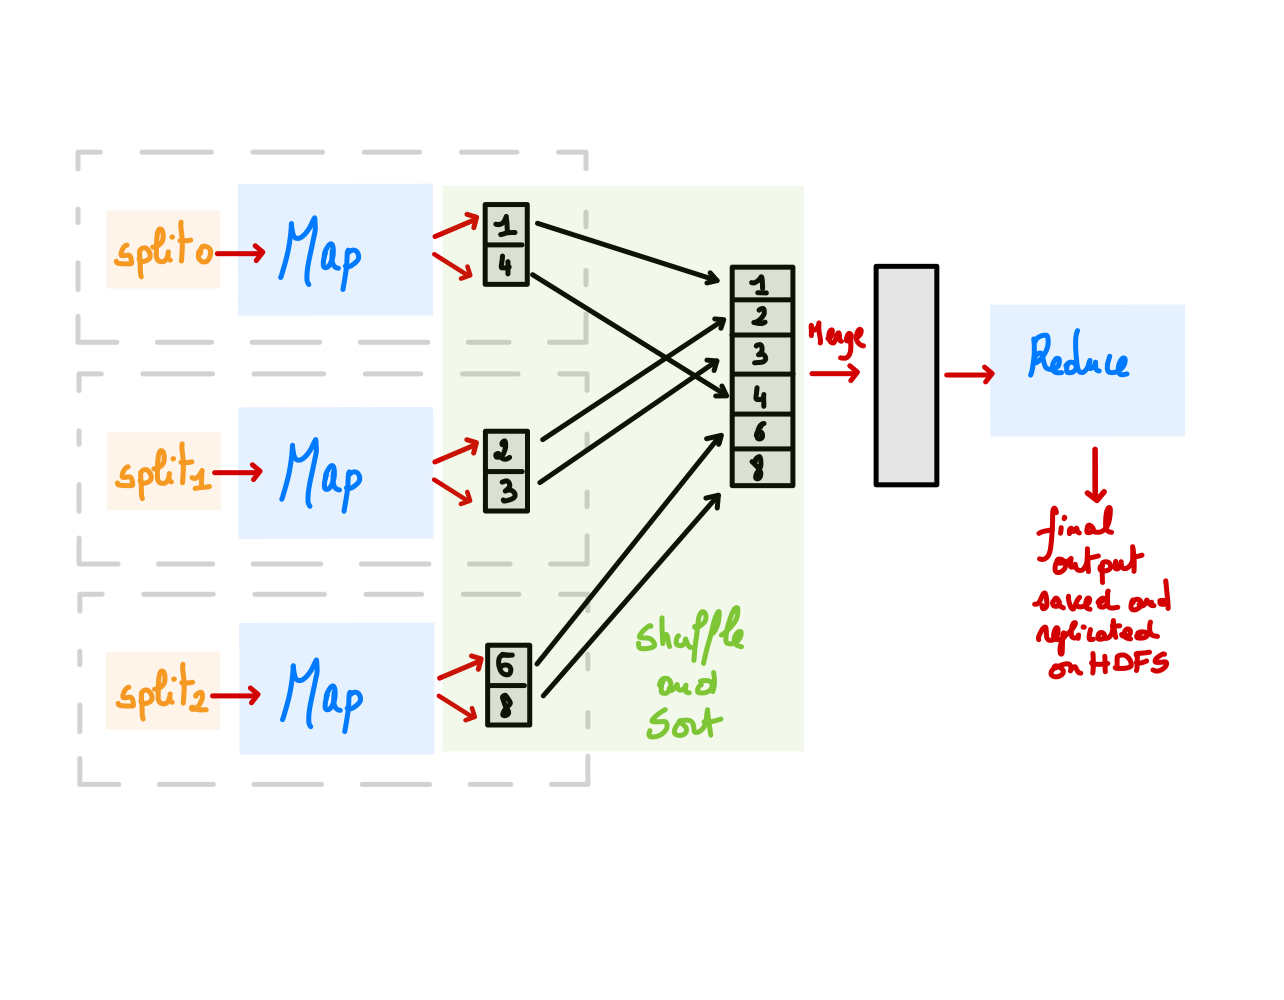 split0
Map
1
4
split1
Map
2
3
split2
Map
6
8
shuffle
and
sort
1
2
3
4
6
8
Merge
Reduce
final
output
saved and
replicated
on HDFS